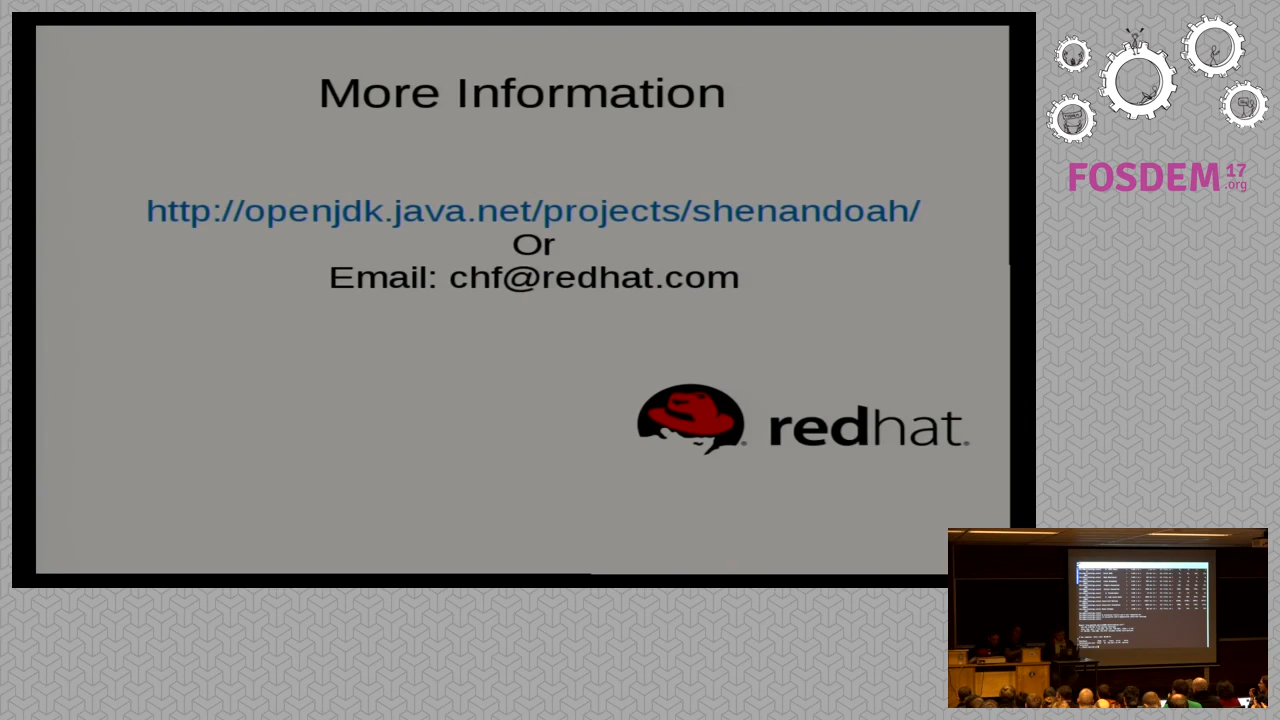 More Information
http://openjdk.java.net/projects/shenandoah/
Or
Email: chf@redhat.com
redhat.
FOSDEM 17
.org